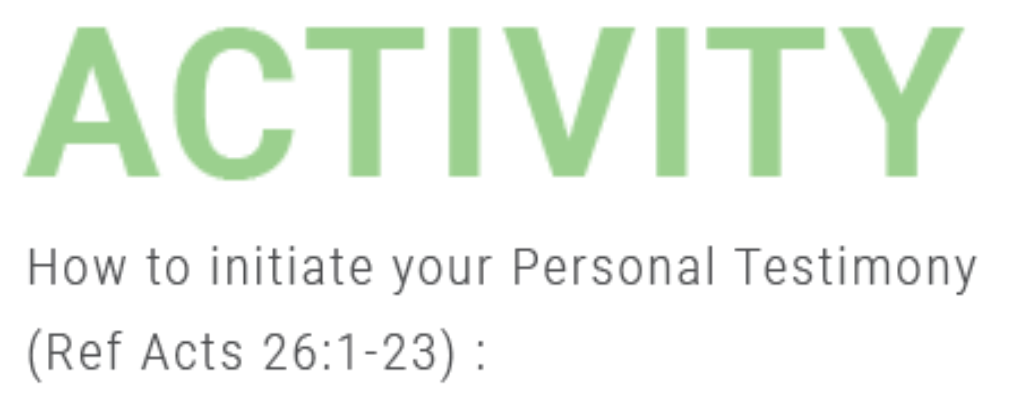 ACTIVITY
How to initiate your Personal Testimony
(Ref Acts 26:1-23) :